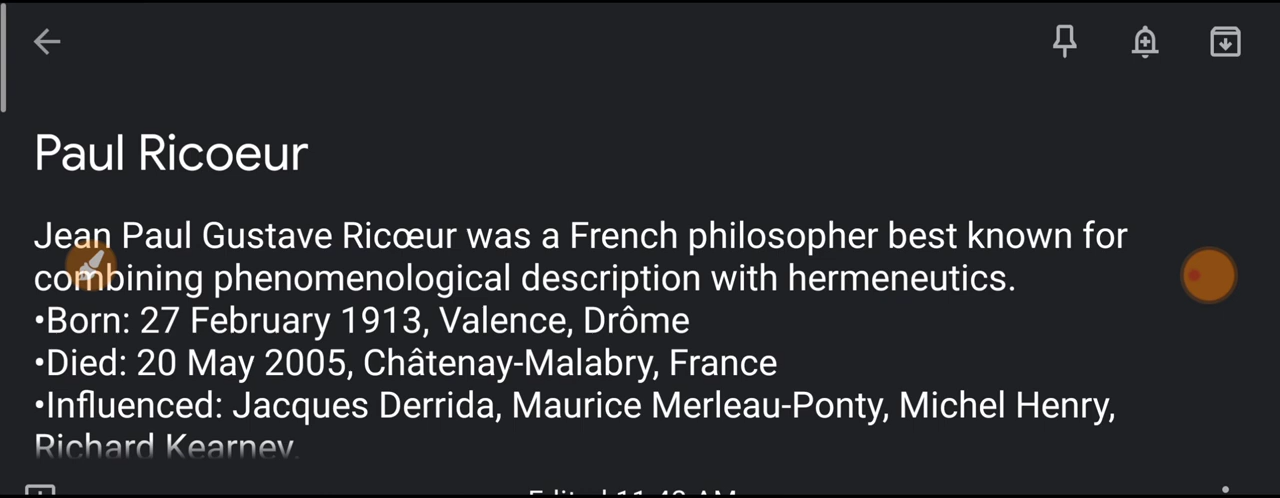 Paul Ricoeur
Jean Paul Gustave Ricœur was a French philosopher best known for
combining phenomenological description with hermeneutics.
•Born: 27 February 1913, Valence, Drôme
•Died: 20 May 2005, Châtenay-Malabry, France
•Influenced: Jacques Derrida, Maurice Merleau-Ponty, Michel Henry,
Richard Kearney.